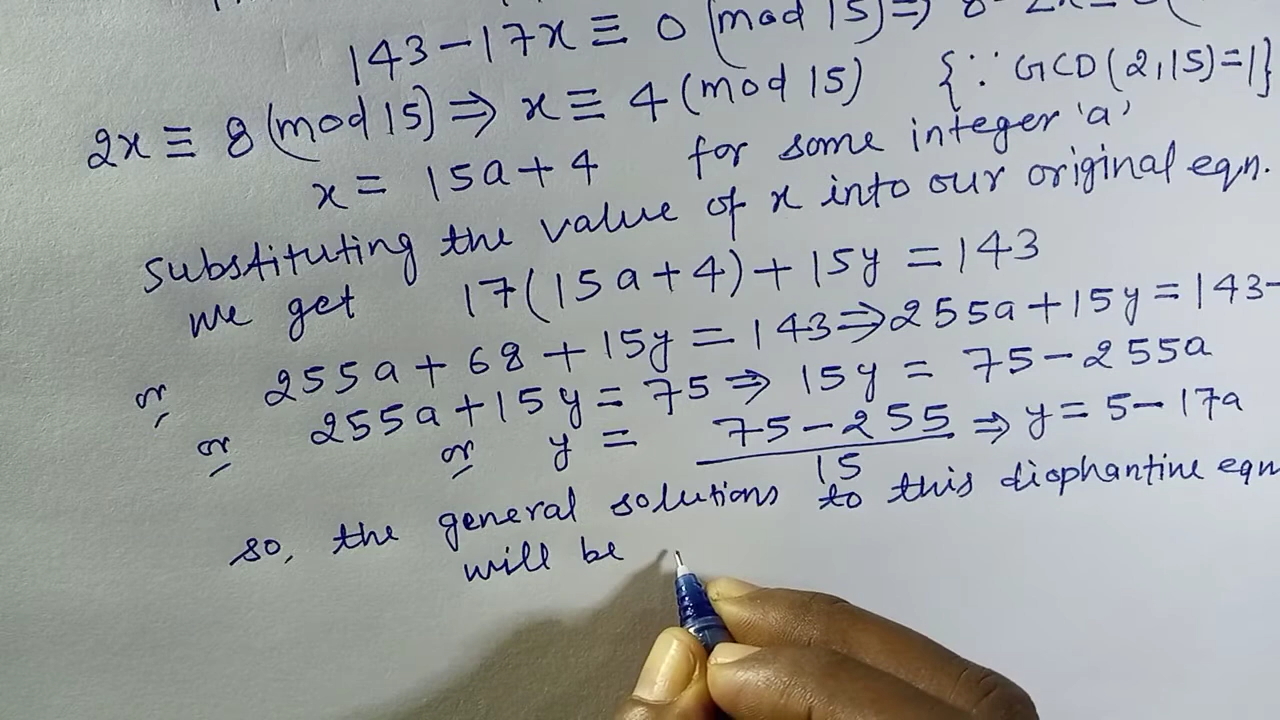 143-17x ≡ 0 (mod 15) ⇒ 8-2x
2x ≡ 8 (mod 15) ⇒ x ≡ 4 (mod 15) {∵ GCD(2,15)=1}
x = 15a+4 for some integer 'a'
Substituting the value of x into our original eqn.
we get 17(15a+4)+15y = 143
or 255a+68+15y = 143 ⇒ 255a+15y = 143-
or 255a+15y = 75 ⇒ 15y = 75-255a
or y = 75-255/15 ⇒ y = 5-17a
So, the general solutions to this diophantine eqn
will be